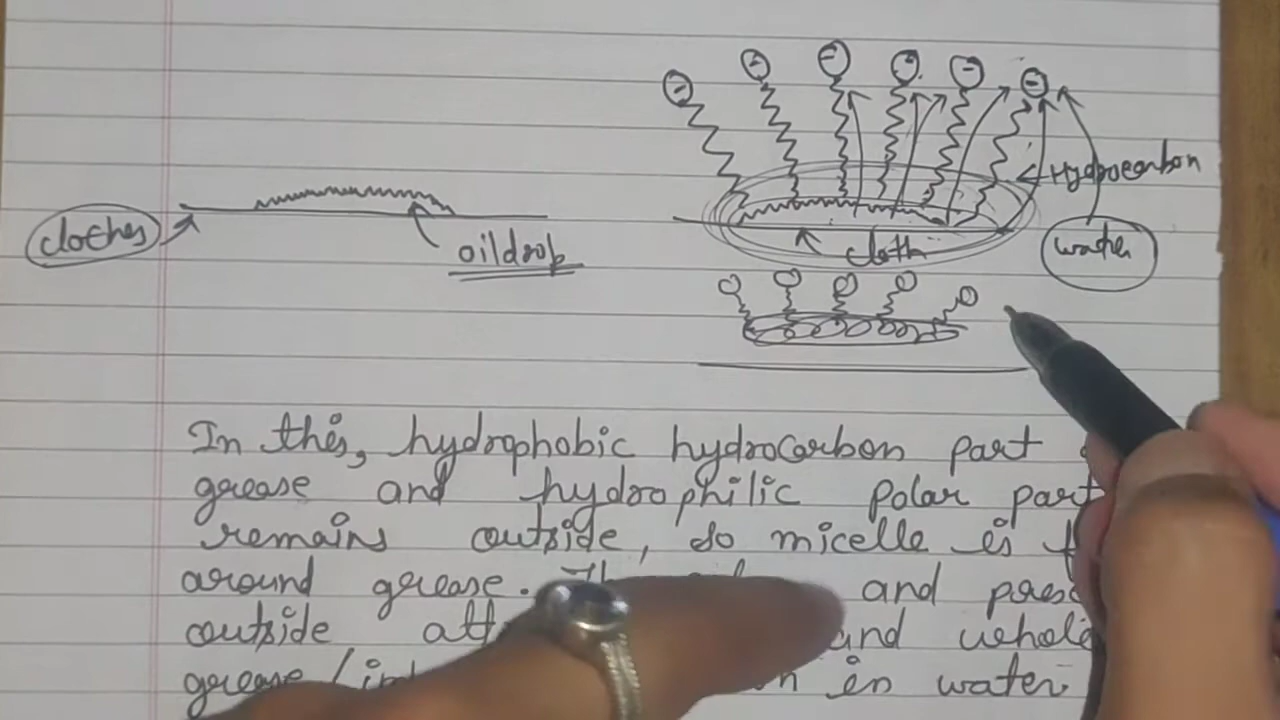 clothes
oildrop
Hydrocarbon
cloth
water
In this, hydrophobic hydrocarbon part
grease and hydrophilic polar part
remains outside, so micelle is
around grease. and
outside and whole
grease / in water